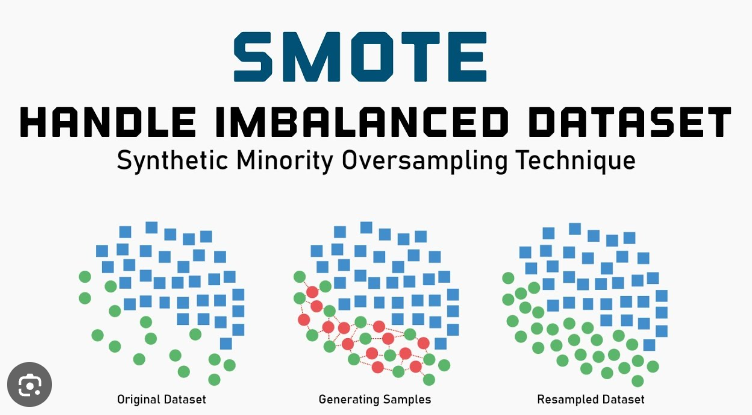 SMOTE
HANDLE IMBALANCED DATASET
Synthetic Minority Oversampling Technique
Original Dataset
Generating Samples
Resampled Dataset